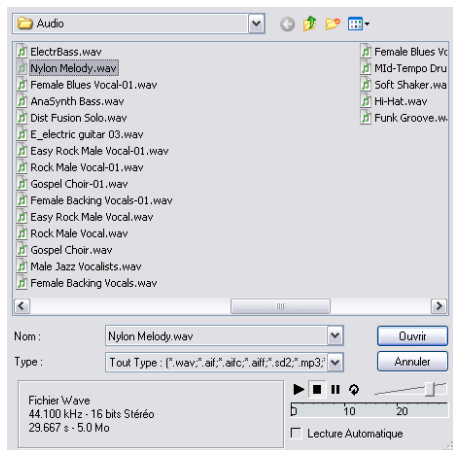 Audio
ElectrBass.wav
Nylon Melody.wav
Female Blues Vocal-01.wav
AnaSynth Bass.wav
Dist Fusion Solo.wav
E_electric guitar 03.wav
Easy Rock Male Vocal-01.wav
Rock Male Vocal-01.wav
Gospel Choir-01.wav
Female Backing Vocals-01.wav
Easy Rock Male Vocal.wav
Rock Male Vocal.wav
Gospel Choir.wav
Male Jazz Vocalists.wav
Female Backing Vocals.wav
Female Blues Vc
MId-Tempo Dru
Soft Shaker.wa
Hi-Hat.wav
Funk Groove.w
Nom :
Nylon Melody.wav
Ouvrir
Type :
Tout Type : (*.wav;*.aif;*.aifc;*.aiff;*.sd2;*.mp3;*
Annuler
Fichier Wave
44.100 kHz - 16 bits Stéréo
29.667 s - 5.0 Mo
10 20
Lecture Automatique